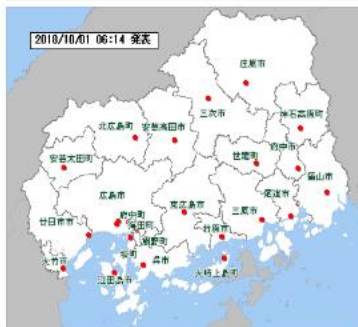 2018/10/01 06:14 発表
庄原市
三次市
神石高原町
北広島町
安芸高田市
府中市
世羅町
安芸太田町
福山市
広島市
尾道市
東広島市
三原市
府中町
海田町
廿日市市
竹原市
熊野町
坂町
呉市
大竹市
江田島市
大崎上島町